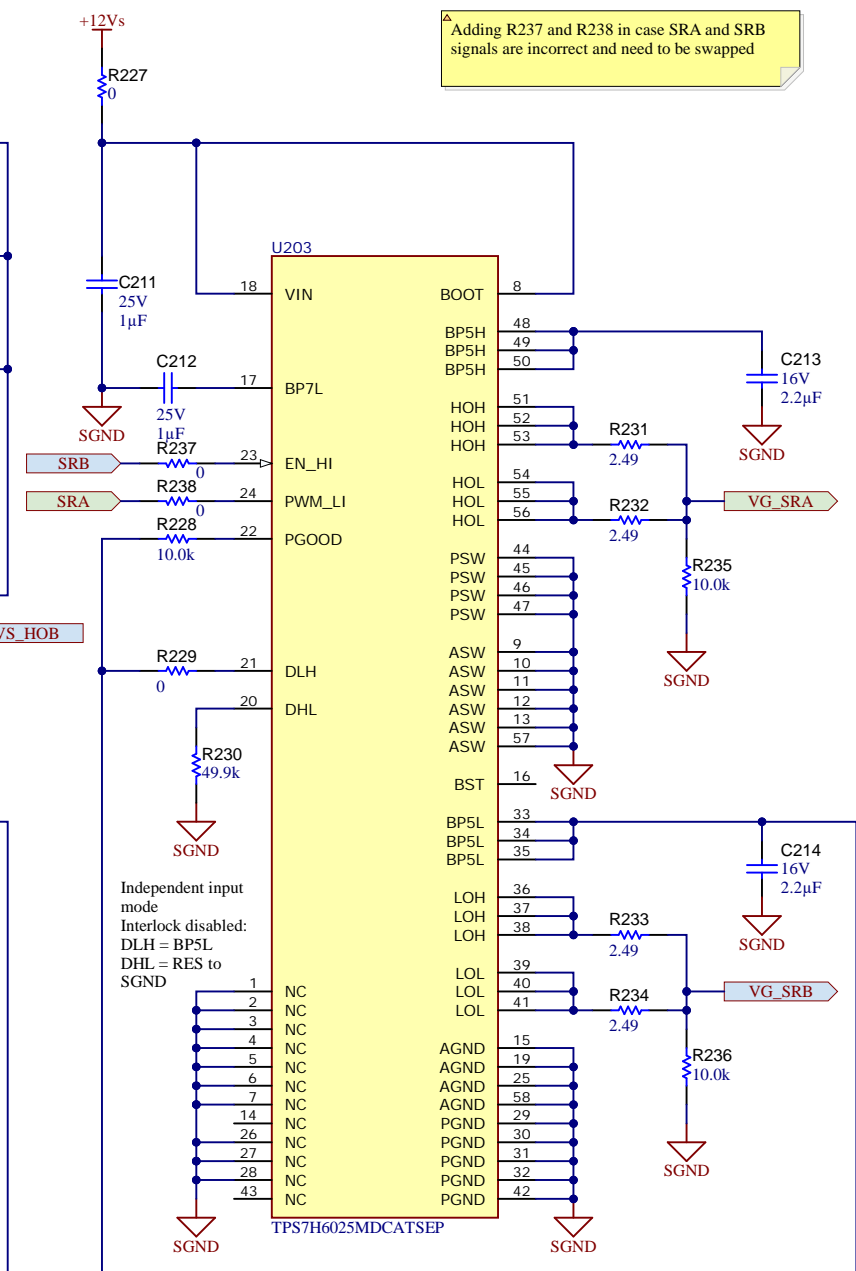 +12Vs
Adding R237 and R238 in case SRA and SRB
signals are incorrect and need to be swapped
R227
0
U203
C211
25V
1µF
18
VIN
BOOT
8
C212
25V
1µF
17
BP7L
SGND
BP5H
48
BP5H
49
BP5H
50
C213
16V
2.2µF
SGND
SRB
R237
0
23
EN_HI
SRA
R238
0
24
PWM_LI
R228
10.0k
22
PGOOD
HOH
51
HOH
52
HOH
53
R231
2.49
HOL
54
HOL
55
HOL
56
R232
2.49
VG_SRA
R235
10.0k
SGND
PSW
44
PSW
45
PSW
46
PSW
47
VS_HOB
R229
0
21
DLH
20
DHL
R230
49.9k
SGND
ASW
9
ASW
10
ASW
11
ASW
12
ASW
13
ASW
57
SGND
BST
16
BP5L
33
BP5L
34
BP5L
35
C214
16V
2.2µF
SGND
Independent input
mode
Interlock disabled:
DLH = BP5L
DHL = RES to
SGND
LOH
36
LOH
37
LOH
38
R233
2.49
LOL
39
LOL
40
LOL
41
R234
2.49
VG_SRB
R236
10.0k
SGND
1
NC
2
NC
3
NC
4
NC
5
NC
6
NC
7
NC
14
NC
26
NC
27
NC
28
NC
43
NC
SGND
AGND
15
AGND
19
AGND
25
AGND
58
PGND
29
PGND
30
PGND
31
PGND
32
PGND
42
SGND
TPS7H6025MDCATSEP